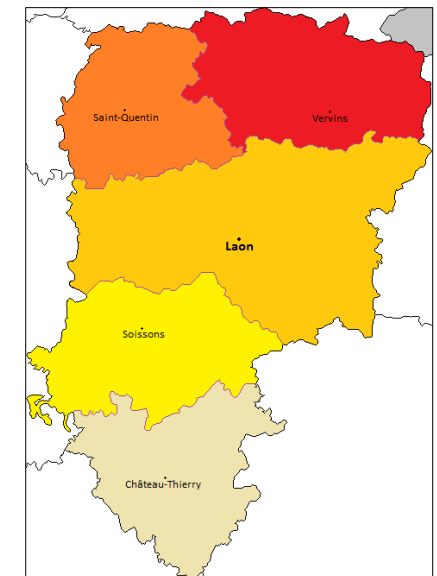 Saint-Quentin
Vervins
Laon
Soissons
Château-Thierry